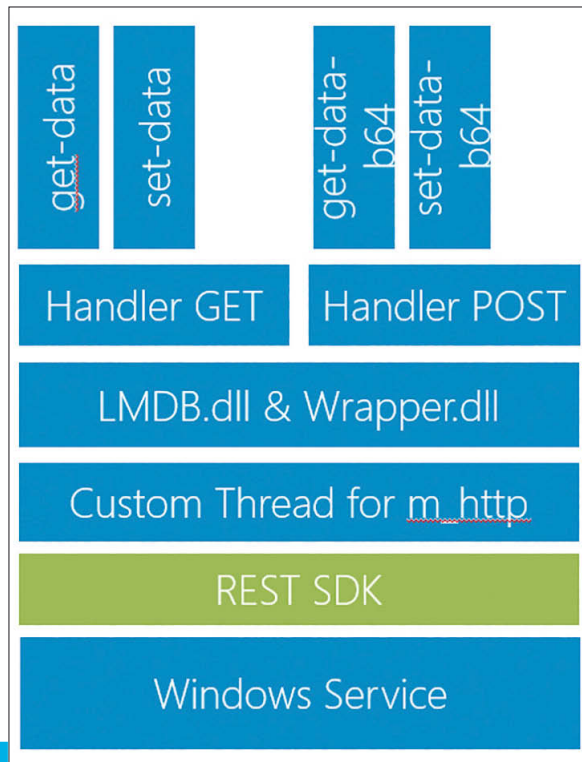 get-data
set-data
get-data-
b64
set-data-
b64
Handler GET
Handler POST
LMDB.dll & Wrapper.dll
Custom Thread for m_http
REST SDK
Windows Service